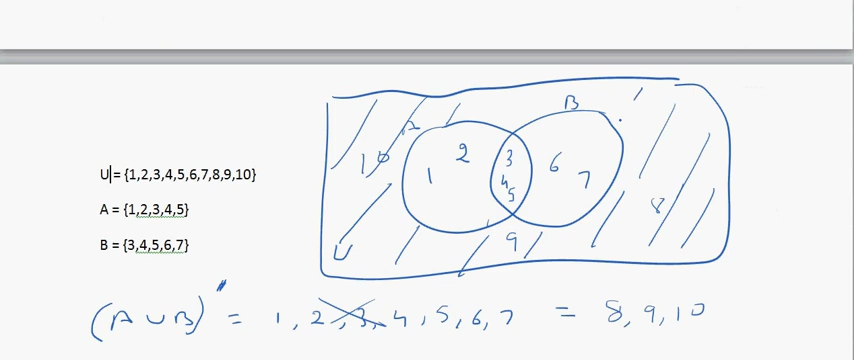 U = {1,2,3,4,5,6,7,8,9,10}
A = {1,2,3,4,5}
B = {3,4,5,6,7}
A
B
10
1
2
3
4
5
6
7
8
9
U
(A ∪ B)' = 1, 2, 3, 4, 5, 6, 7 = 8, 9, 10